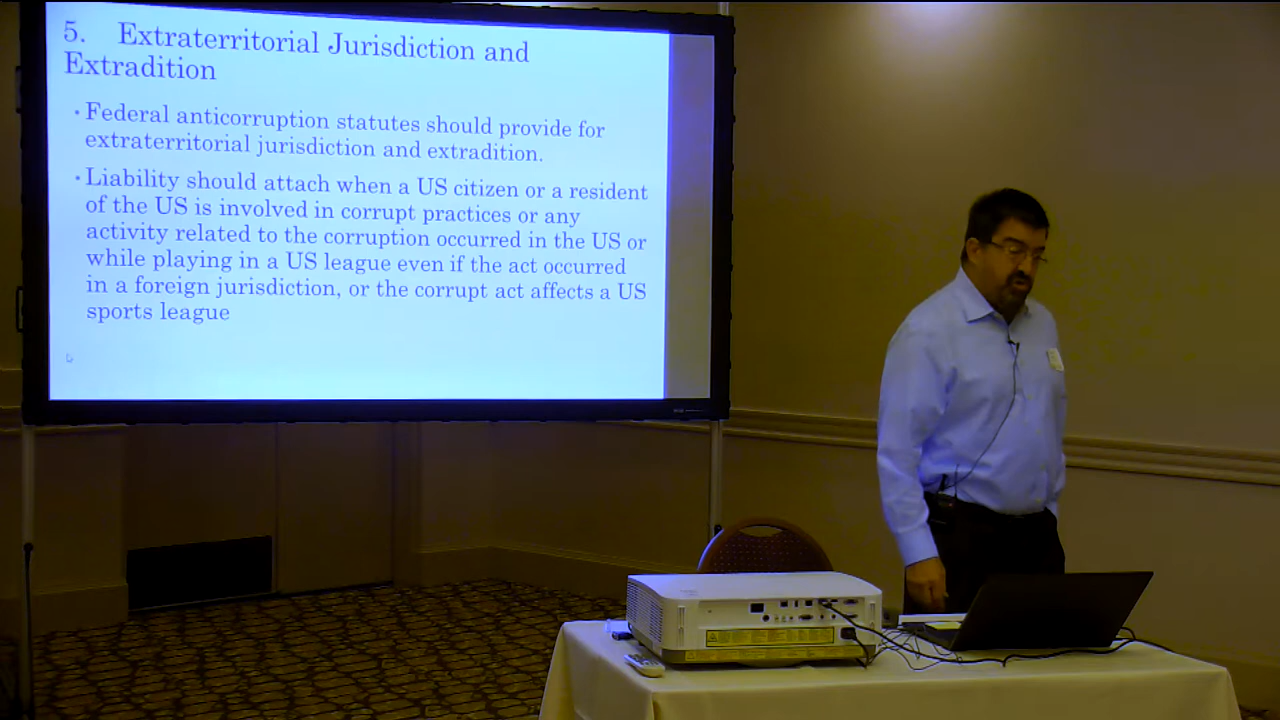 5. Extraterritorial Jurisdiction and
Extradition
• Federal anticorruption statutes should provide for
extraterritorial jurisdiction and extradition.
• Liability should attach when a US citizen or a resident
of the US is involved in corrupt practices or any
activity related to the corruption occurred in the US or
while playing in a US league even if the act occurred
in a foreign jurisdiction, or the corrupt act affects a US
sports league